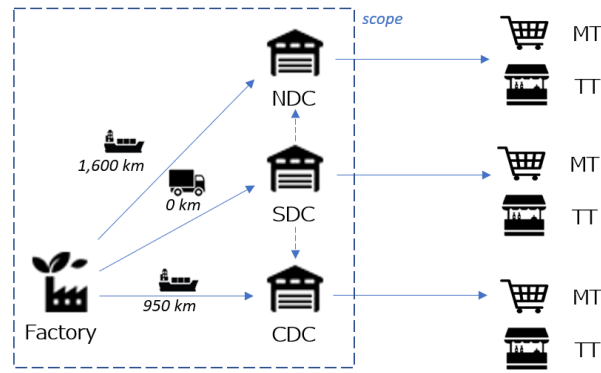 scope
MT
TT
NDC
1,600 km
0 km
MT
TT
SDC
950 km
Factory
CDC
MT
TT